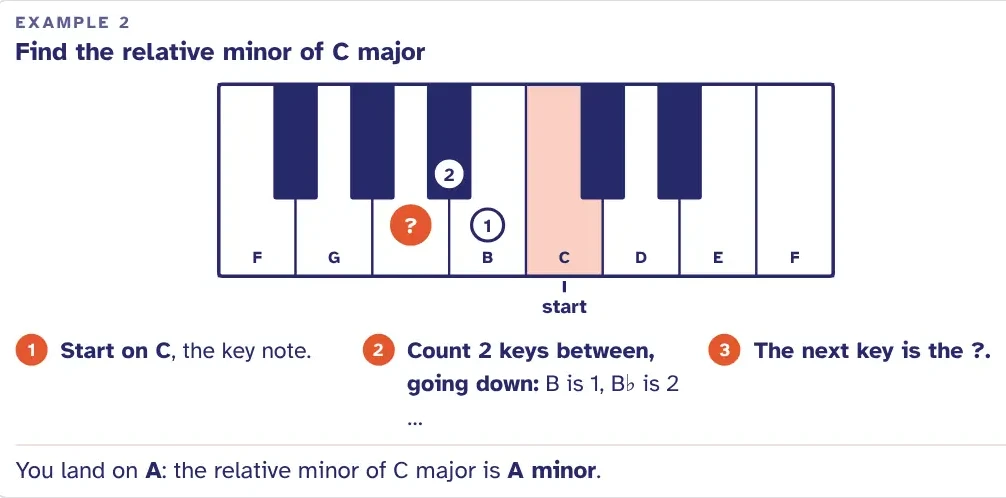 EXAMPLE 2
Find the relative minor of C major
2
?
1
F G B C D E F
start
1 Start on C, the key note.
2 Count 2 keys between,
going down: B is 1, B♭ is 2
...
3 The next key is the ?.
You land on A: the relative minor of C major is A minor.